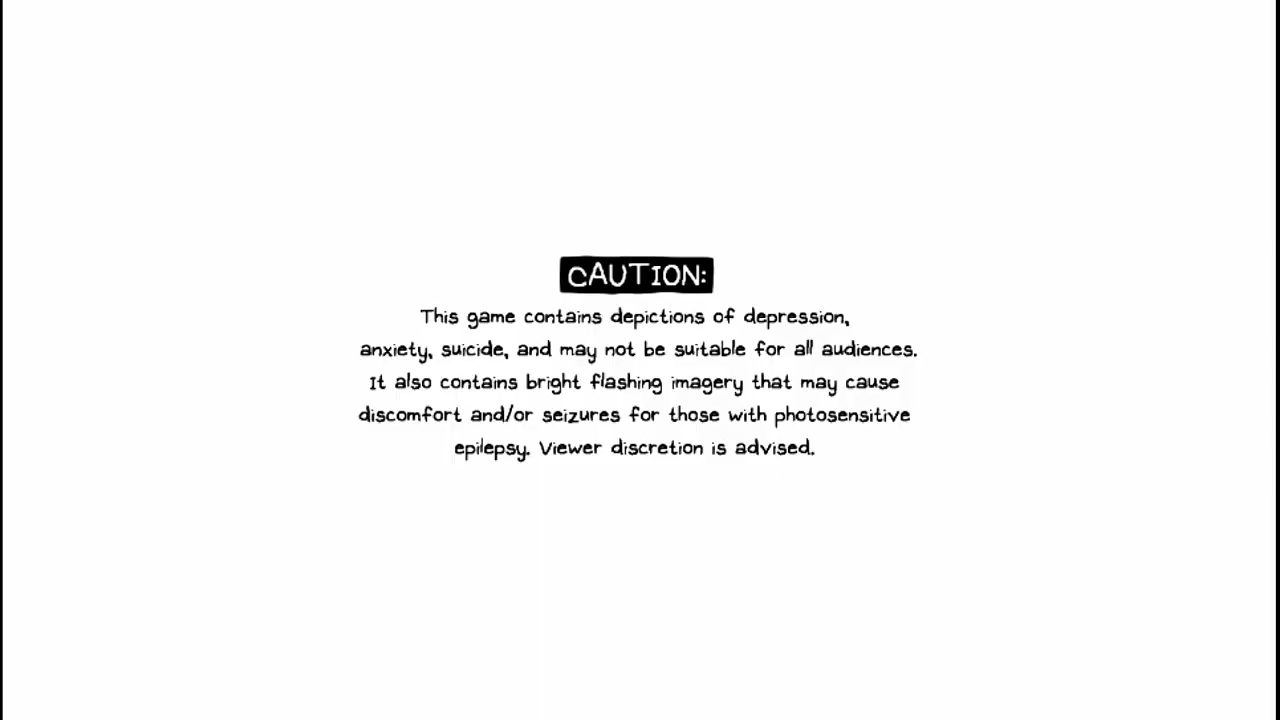 CAUTION:
This game contains depictions of depression,
anxiety, suicide, and may not be suitable for all audiences.
It also contains bright flashing imagery that may cause
discomfort and/or seizures for those with photosensitive
epilepsy. Viewer discretion is advised.